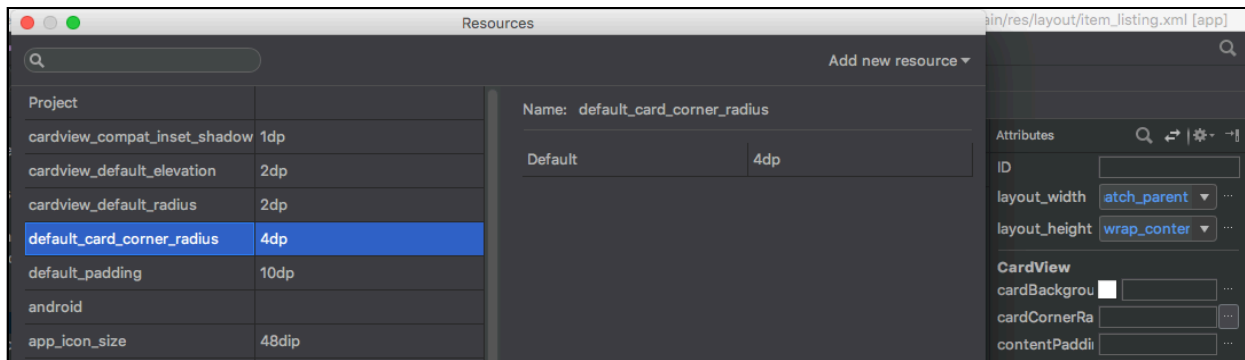 Resources
ain/res/layout/item_listing.xml [app]
Add new resource
Project
cardview_compat_inset_shadow 1dp
cardview_default_elevation 2dp
cardview_default_radius 2dp
default_card_corner_radius 4dp
default_padding 10dp
android
app_icon_size 48dip
Name: default_card_corner_radius
Default 4dp
Attributes
ID
layout_width atch_parent
layout_height wrap_conter
CardView
cardBackgrou
cardCornerRa
contentPaddi